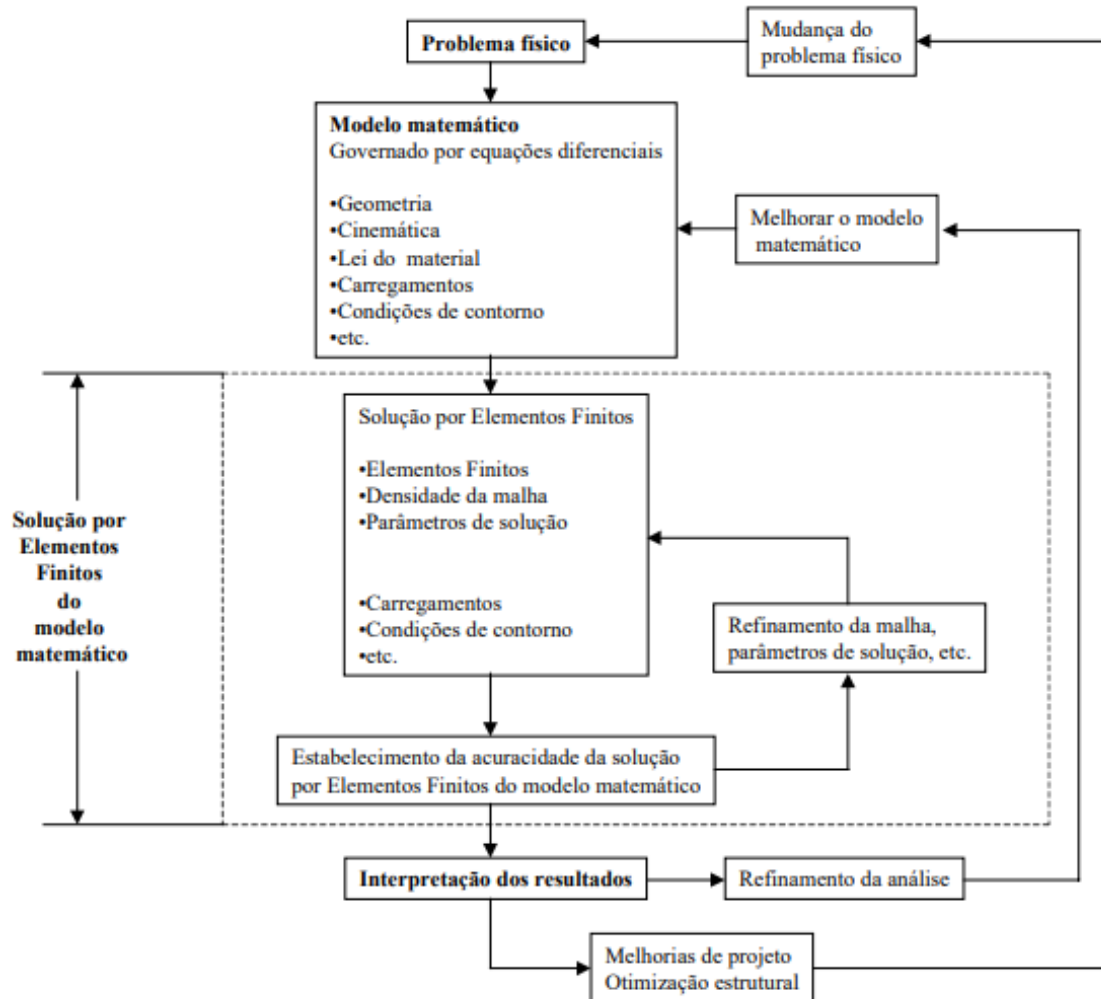 Problema físico
Mudança do
problema físico
Modelo matemático
Governado por equações diferenciais
•Geometria
•Cinemática
•Lei do material
•Carregamentos
•Condições de contorno
•etc.
Melhorar o modelo
matemático
Solução por
Elementos
Finitos
do
modelo
matemático
Solução por Elementos Finitos
•Elementos Finitos
•Densidade da malha
•Parâmetros de solução
•Carregamentos
•Condições de contorno
•etc.
Refinamento da malha,
parâmetros de solução, etc.
Estabelecimento da acuracidade da solução
por Elementos Finitos do modelo matemático
Interpretação dos resultados
Refinamento da análise
Melhorias de projeto
Otimização estrutural